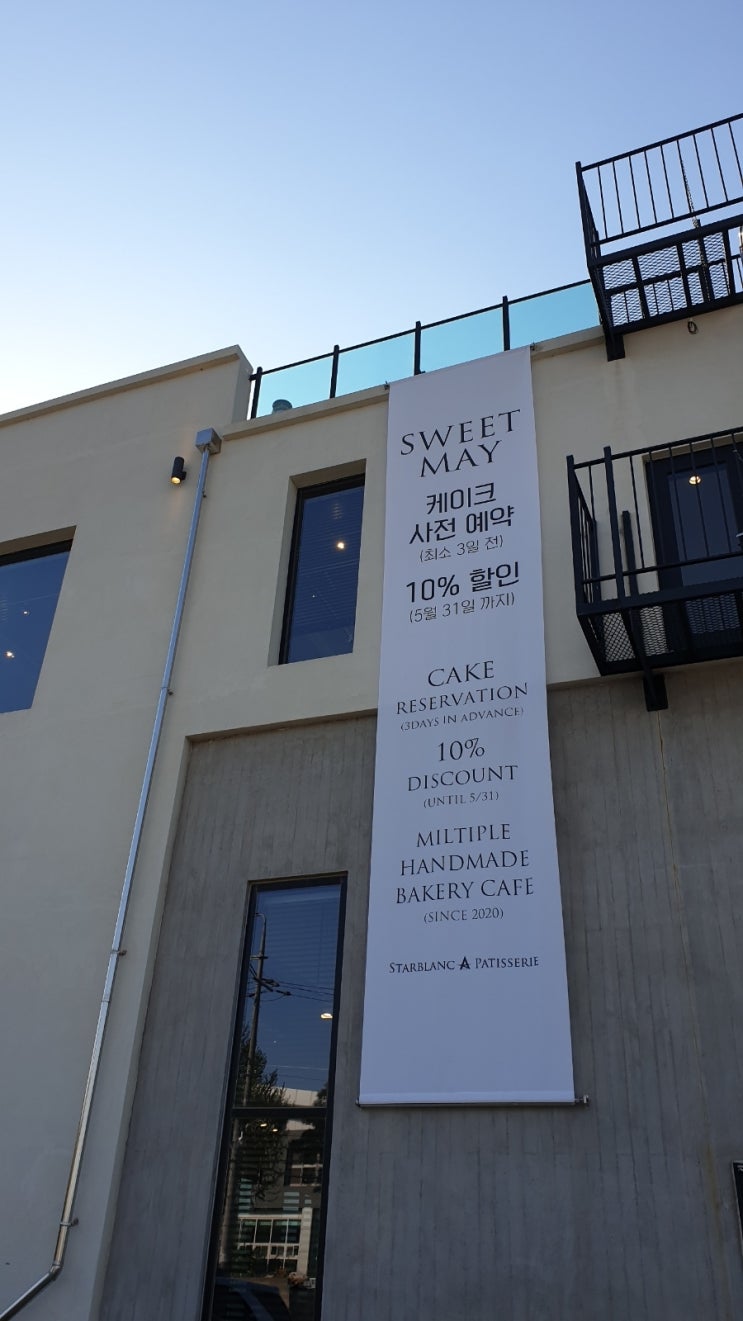 SWEET
MAY
케이크
사전 예약
(최소 3일 전)
10% 할인
(5월 31일 까지)
CAKE
RESERVATION
(3DAYS IN ADVANCE)
10%
DISCOUNT
(UNTIL 5/31)
MILTIPLE
HANDMADE
BAKERY CAFE
(SINCE 2020)
STARBLANC PATISSERIE